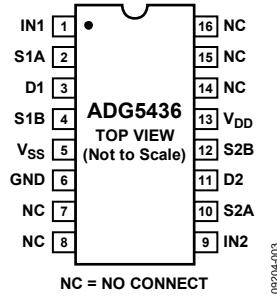 IN1 1 16 NC
S1A 2 15 NC
D1 3 14 NC
S1B 4 ADG5436 13 VDD
VSS 5 TOP VIEW 12 S2B
GND 6 (Not to Scale) 11 D2
NC 7 10 S2A
NC 8 9 IN2
NC = NO CONNECT
09204-003